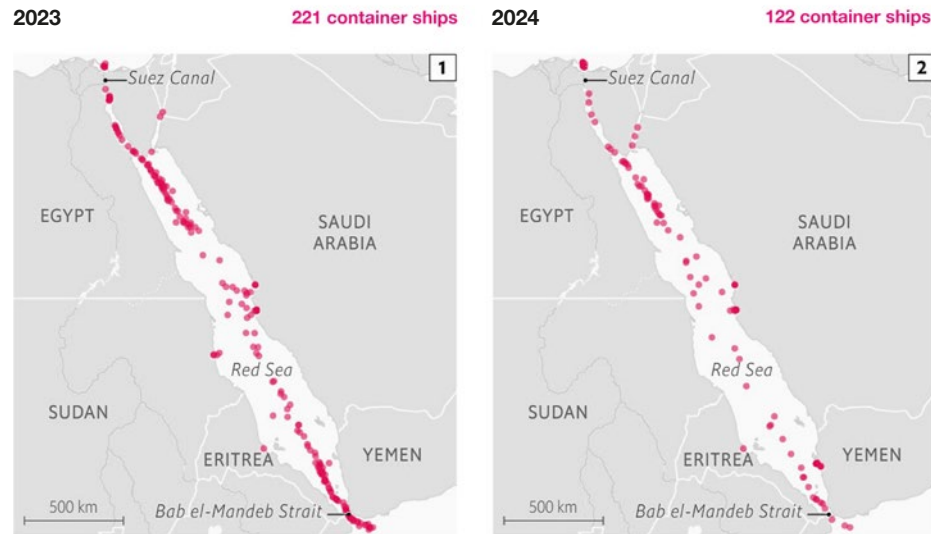 2023
221 container ships
1
Suez Canal
EGYPT
SAUDI
ARABIA
Red Sea
SUDAN
ERITREA
YEMEN
500 km
Bab el-Mandeb Strait
2024
122 container ships
2
Suez Canal
EGYPT
SAUDI
ARABIA
Red Sea
SUDAN
ERITREA
YEMEN
500 km
Bab el-Mandeb Strait